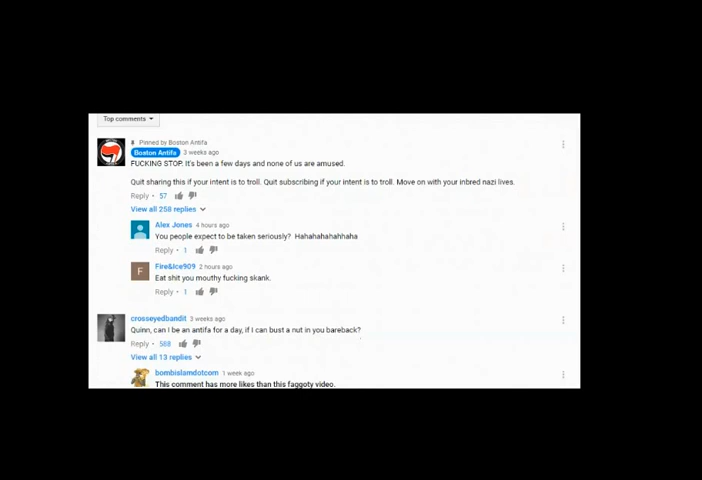 Top comments
Pinned by Boston Antifa
Boston Antifa 3 weeks ago
FUCKING STOP. It's been a few days and none of us are amused.
Quit sharing this if your intent is to troll. Quit subscribing if your intent is to troll. Move on with your inbred nazi lives.
Reply • 57
View all 258 replies
Alex Jones 4 hours ago
You people expect to be taken seriously? Hahahahahahhaha
Reply • 1
F
Fire&Ice909 2 hours ago
Eat shit you mouthy fucking skank.
Reply • 1
crosseyedbandit 3 weeks ago
Quinn, can I be an antifa for a day, if I can bust a nut in you bareback?
Reply • 588
View all 13 replies
bombislamdotcom 1 week ago
This comment has more likes than this faggoty video.